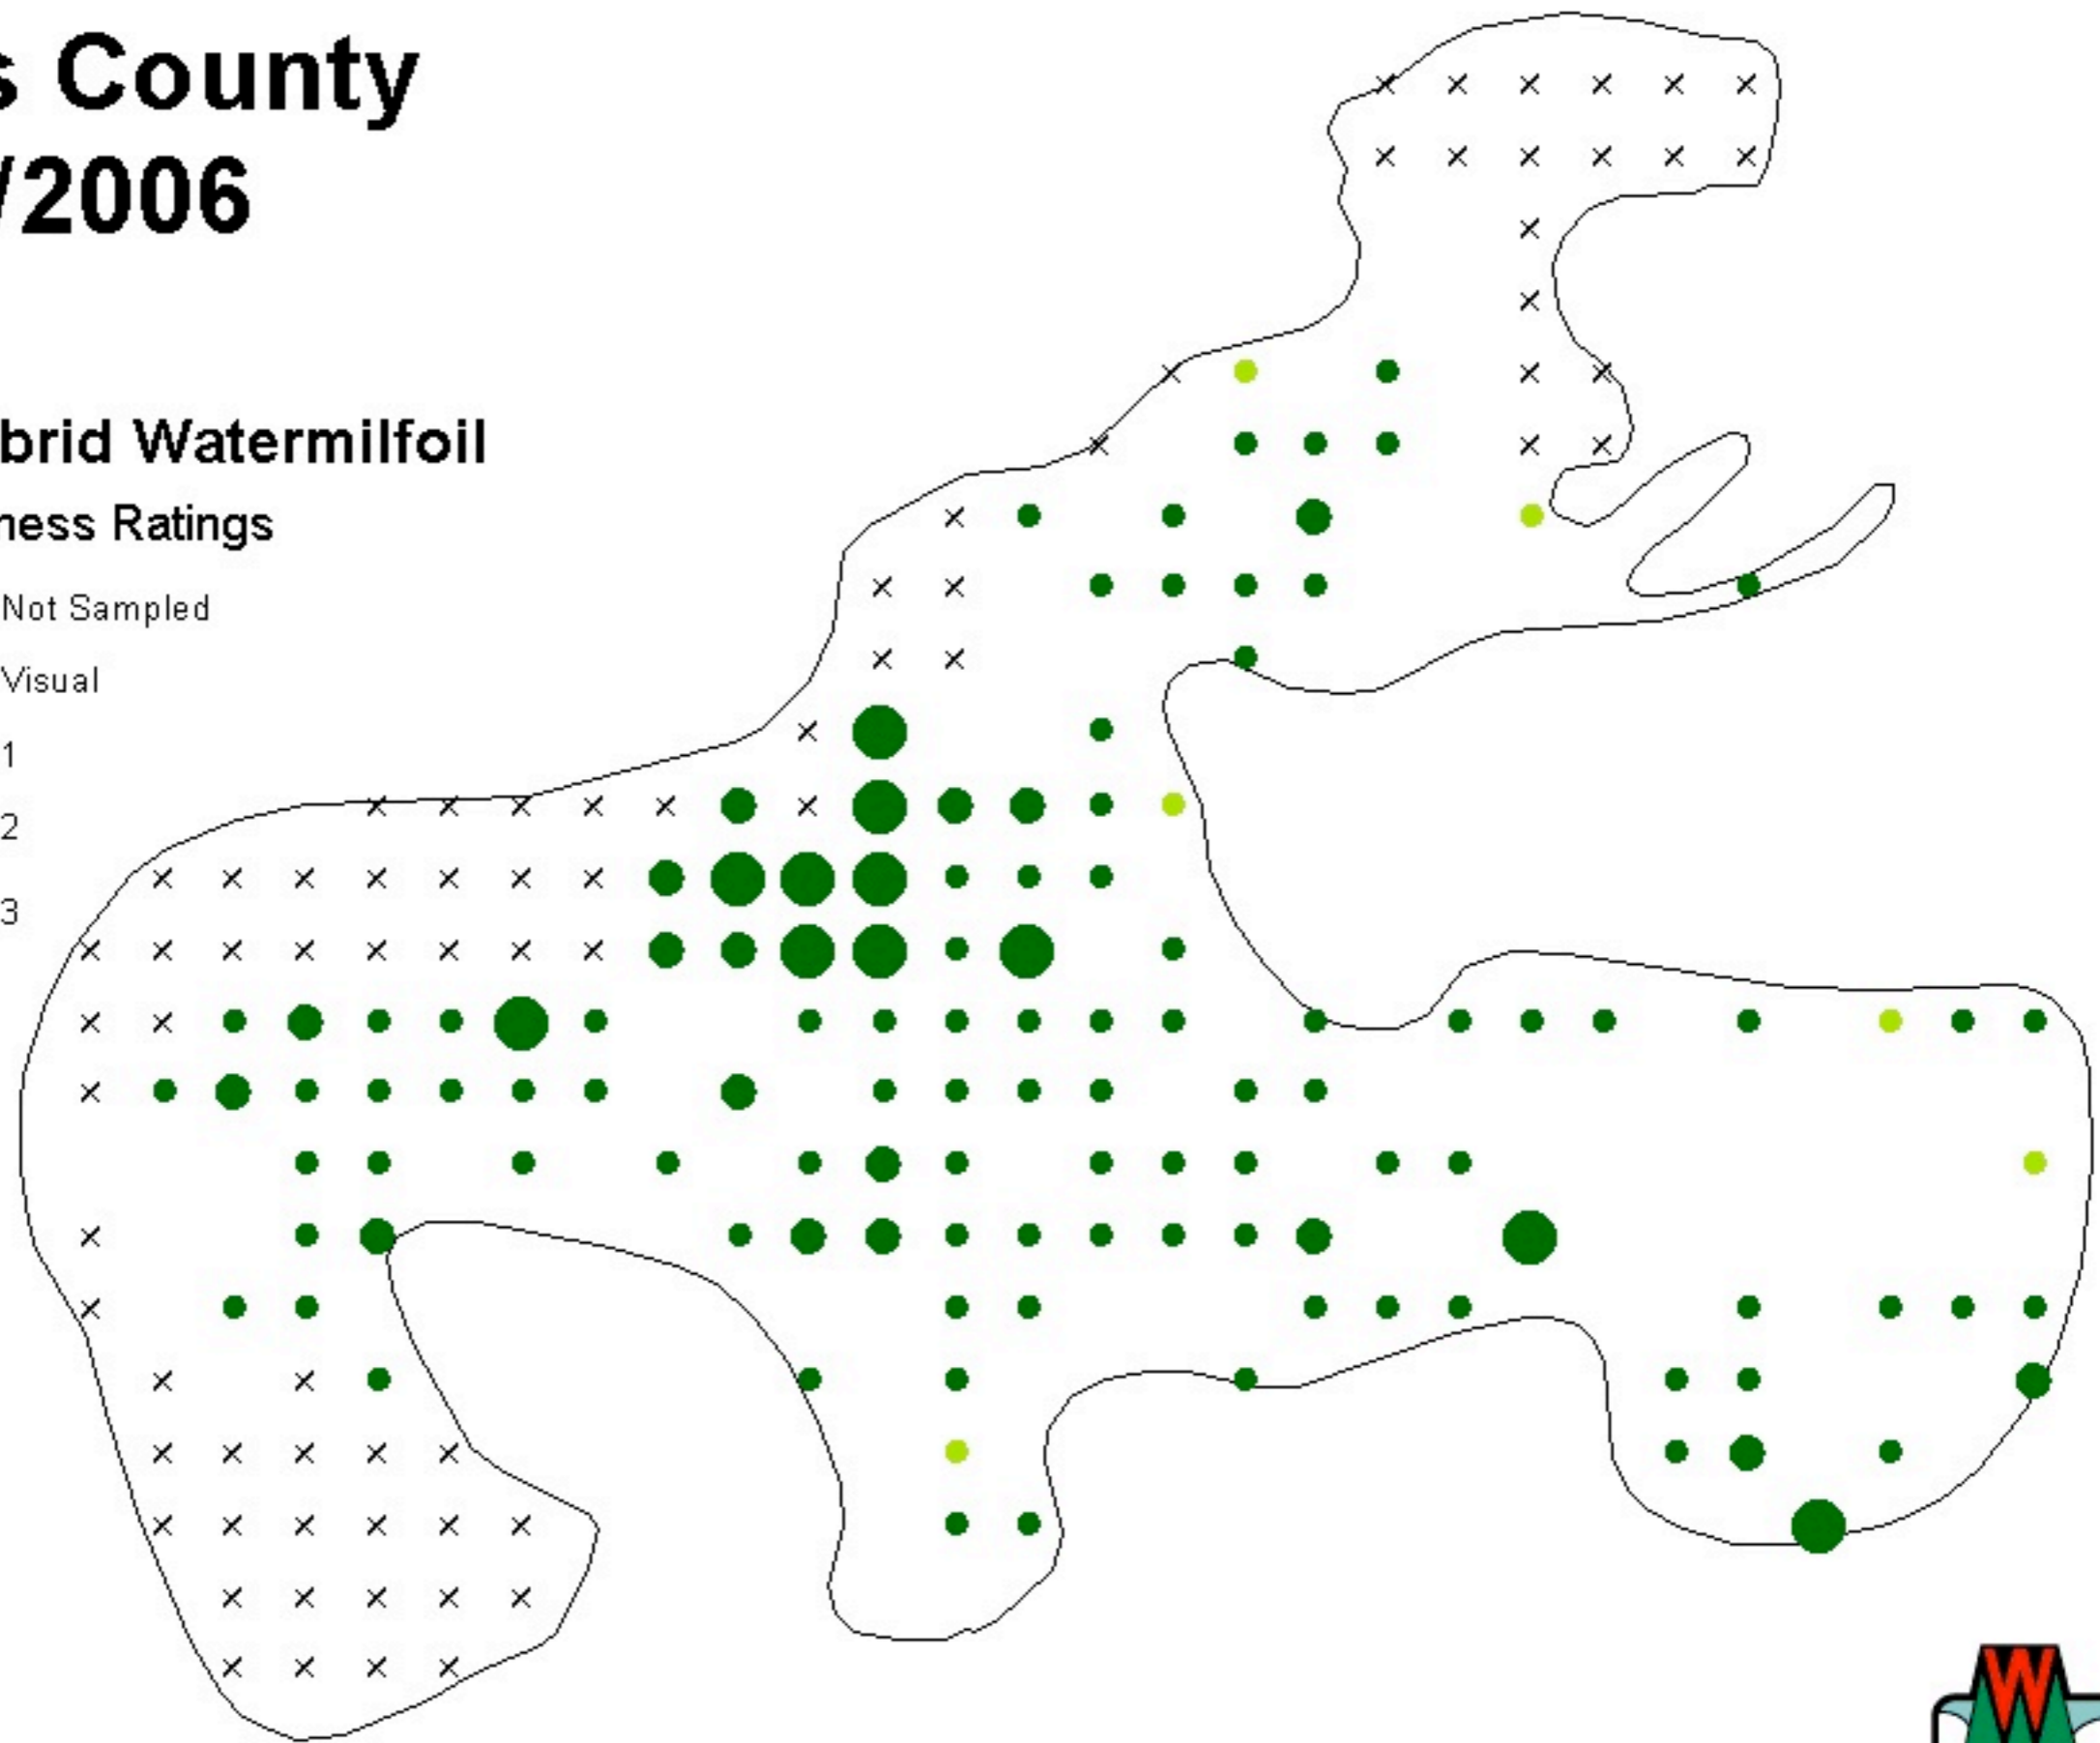 s County
/2006
brid Watermilfoil
ness Ratings
Not Sampled
Visual
1
2
3
W